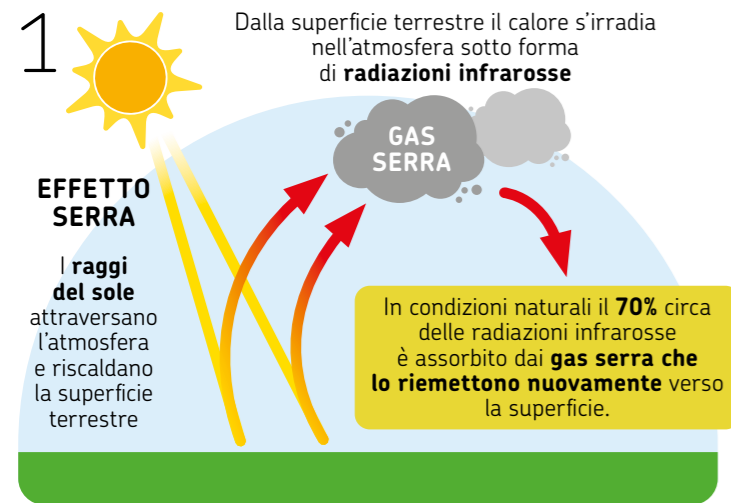 1
Dalla superficie terrestre il calore s'irradia
nell'atmosfera sotto forma
di radiazioni infrarosse
GAS
SERRA
EFFETTO
SERRA
I raggi
del sole
attraversano
l'atmosfera
e riscaldano
la superficie
terrestre
In condizioni naturali il 70% circa
delle radiazioni infrarosse
è assorbito dai gas serra che
lo riemettono nuovamente verso
la superficie.